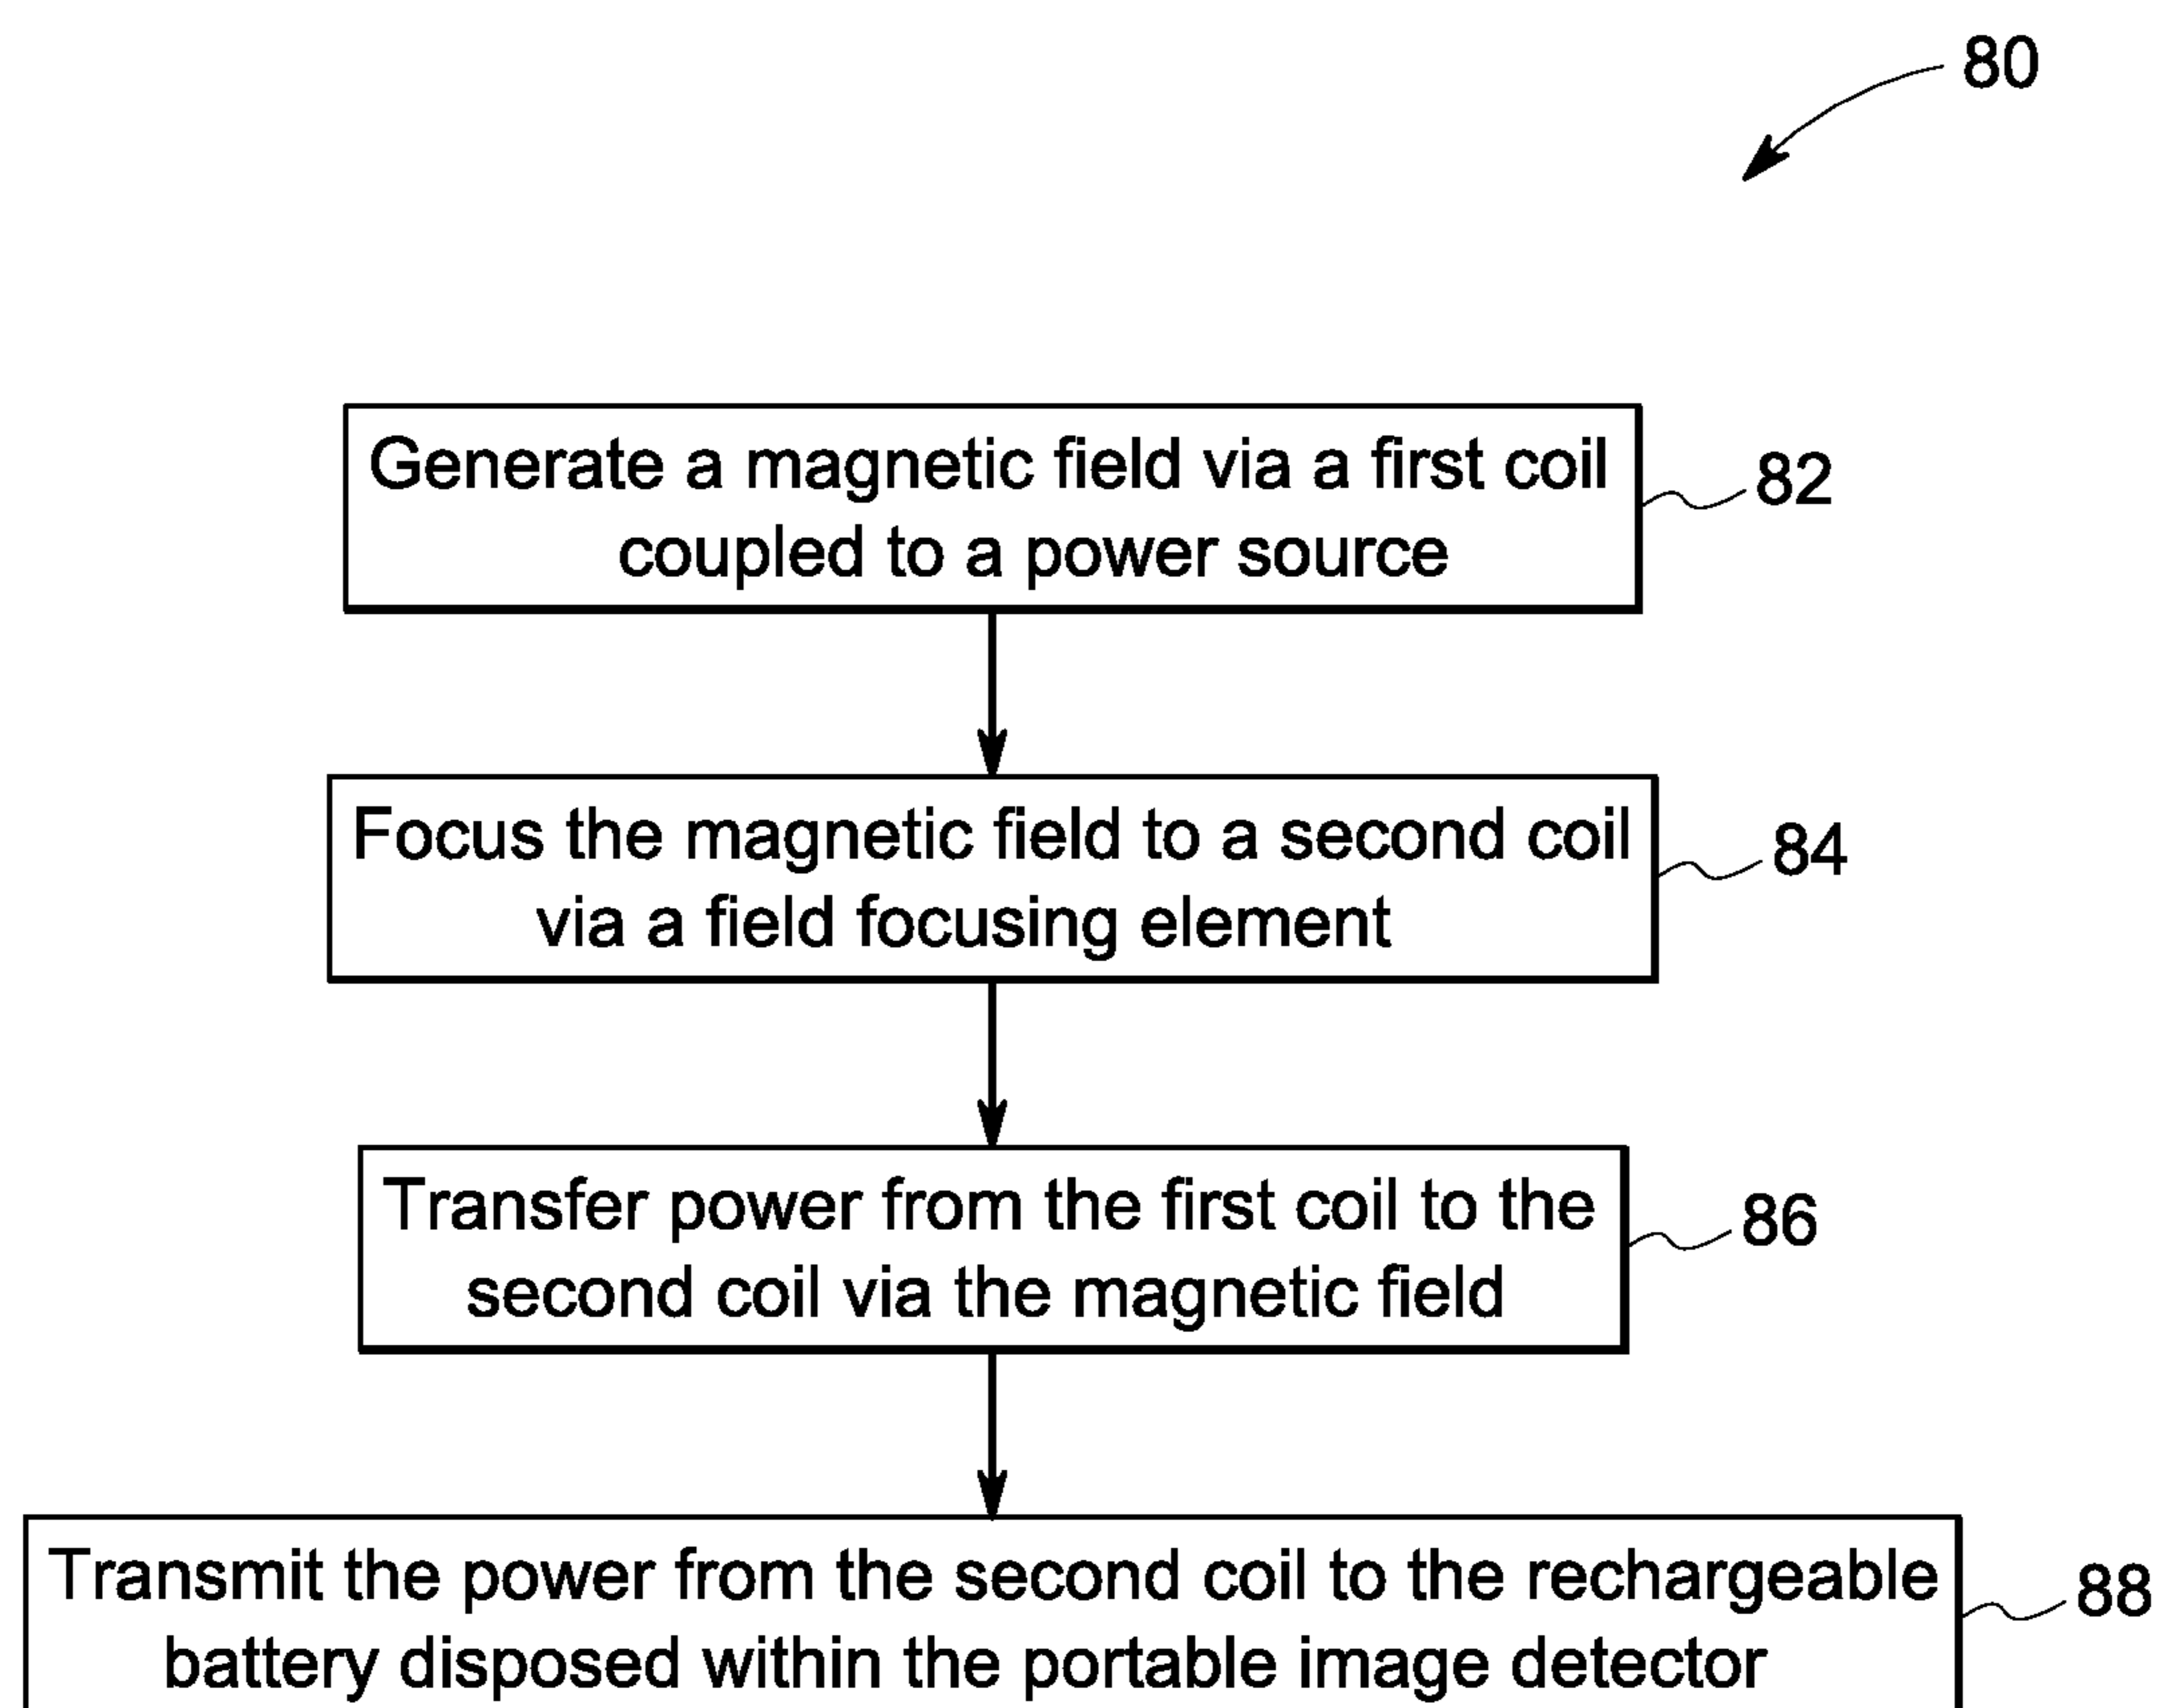 80
Generate a magnetic field via a first coil
coupled to a power source
82
Focus the magnetic field to a second coil
via a field focusing element
84
Transfer power from the first coil to the
second coil via the magnetic field
86
Transmit the power from the second coil to the rechargeable
battery disposed within the portable image detector
88